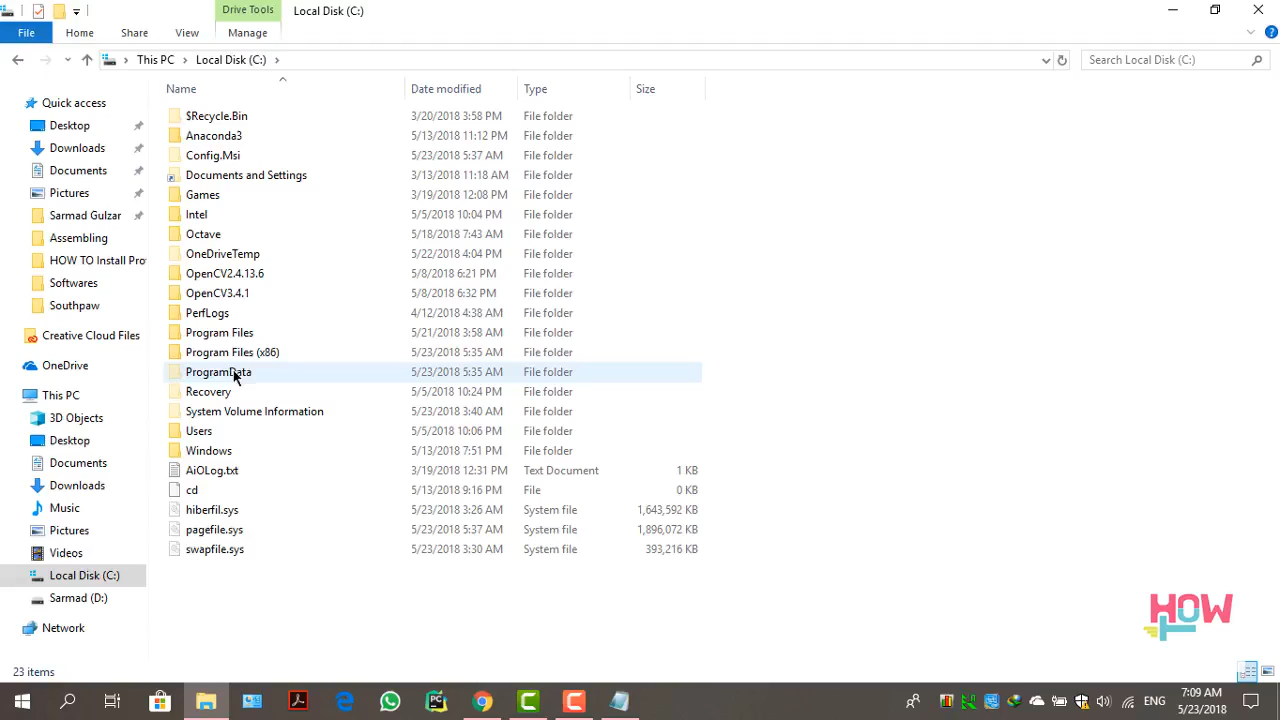 Drive Tools
Local Disk (C:)
File
Home
Share
View
Manage
This PC > Local Disk (C:) >
Search Local Disk (C:)
Name
Date modified
Type
Size
Quick access
Desktop
Downloads
Documents
Pictures
Sarmad Gulzar
Assembling
HOW TO Install Pro
Softwares
Southpaw
Creative Cloud Files
OneDrive
This PC
3D Objects
Desktop
Documents
Downloads
Music
Pictures
Videos
Local Disk (C:)
Sarmad (D:)
Network
$Recycle.Bin 3/20/2018 3:58 PM File folder
Anaconda3 5/13/2018 11:12 PM File folder
Config.Msi 5/23/2018 5:37 AM File folder
Documents and Settings 3/13/2018 11:18 AM File folder
Games 3/19/2018 12:08 PM File folder
Intel 5/5/2018 10:04 PM File folder
Octave 5/18/2018 7:43 AM File folder
OneDriveTemp 5/22/2018 4:04 PM File folder
OpenCV2.4.13.6 5/8/2018 6:21 PM File folder
OpenCV3.4.1 5/8/2018 6:32 PM File folder
PerfLogs 4/12/2018 4:38 AM File folder
Program Files 5/21/2018 3:58 AM File folder
Program Files (x86) 5/23/2018 5:35 AM File folder
ProgramData 5/23/2018 5:35 AM File folder
Recovery 5/5/2018 10:24 PM File folder
System Volume Information 5/23/2018 3:40 AM File folder
Users 5/5/2018 10:06 PM File folder
Windows 5/13/2018 7:51 PM File folder
AiOLog.txt 3/19/2018 12:31 PM Text Document 1 KB
cd 5/13/2018 9:16 PM File 0 KB
hiberfil.sys 5/23/2018 3:26 AM System file 1,643,592 KB
pagefile.sys 5/23/2018 5:37 AM System file 1,896,072 KB
swapfile.sys 5/23/2018 3:30 AM System file 393,216 KB
HOW
23 items
ENG
7:09 AM
5/23/2018